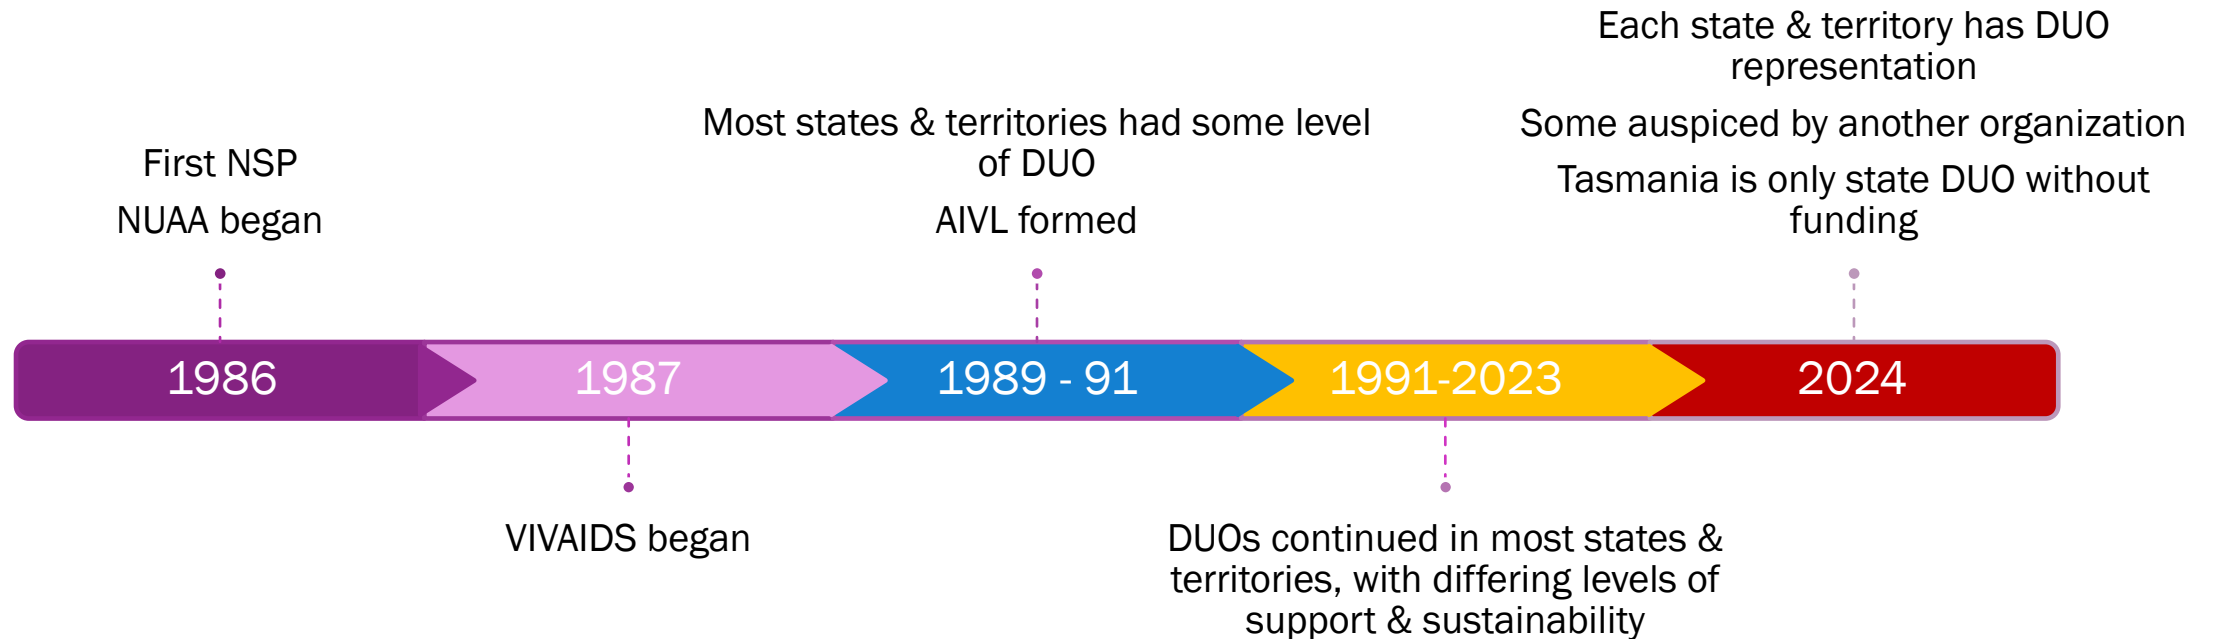 First NSP
NUAA began
1986
1987
VIVAIDS began
Most states & territories had some level
of DUO
AIVL formed
1989 - 91
1991-2023
DUOs continued in most states &
territories, with differing levels of
support & sustainability
Each state & territory has DUO
representation
Some auspiced by another organization
Tasmania is only state DUO without
funding
2024